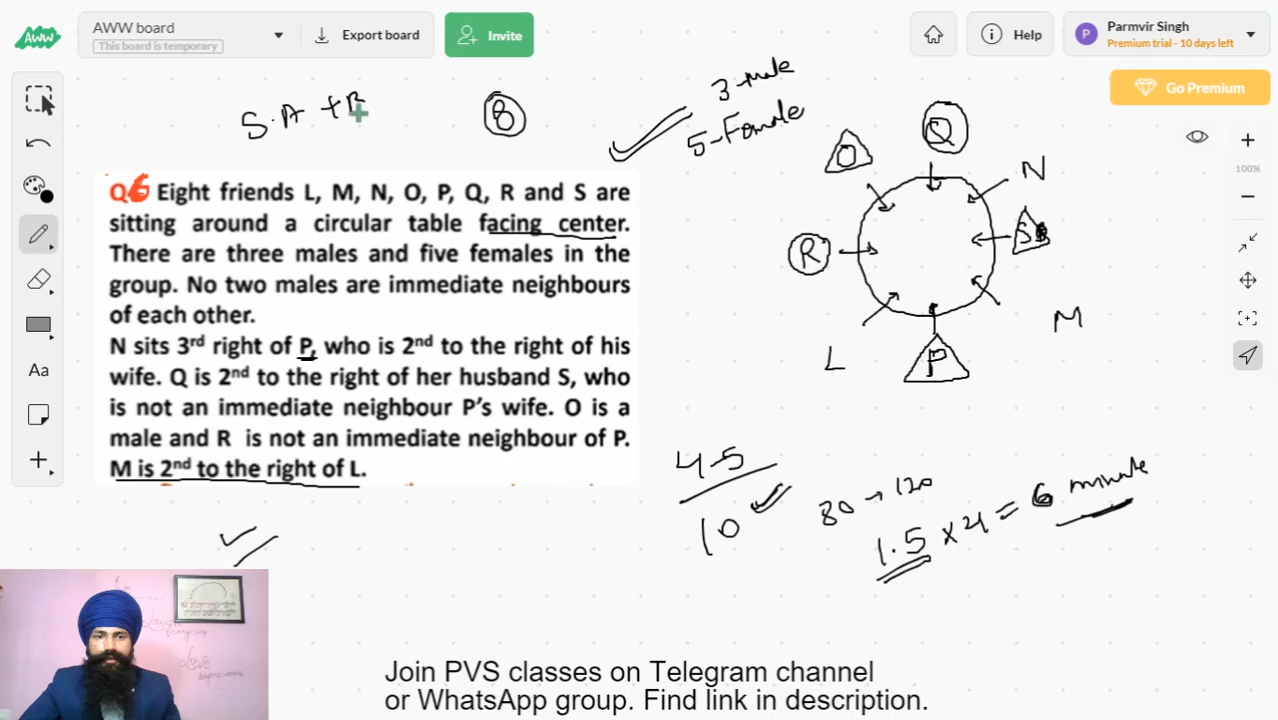 AWW
AWW board
This board is temporary
Export board
Invite
Help
P
Parmvir Singh
Premium trial - 10 days left
Go Premium
100%
Aa
S.A +R
8
3-male
5-Female
Q6 Eight friends L, M, N, O, P, Q, R and S are
sitting around a circular table facing center.
There are three males and five females in the
group. No two males are immediate neighbours
of each other.
N sits 3rd right of P, who is 2nd to the right of his
wife. Q is 2nd to the right of her husband S, who
is not an immediate neighbour P's wife. O is a
male and R is not an immediate neighbour of P.
M is 2nd to the right of L.
Q
O
N
S
R
M
L
P
4-5
10
80 → 120
1.5 x 4 = 6 minute
Join PVS classes on Telegram channel
or WhatsApp group. Find link in description.